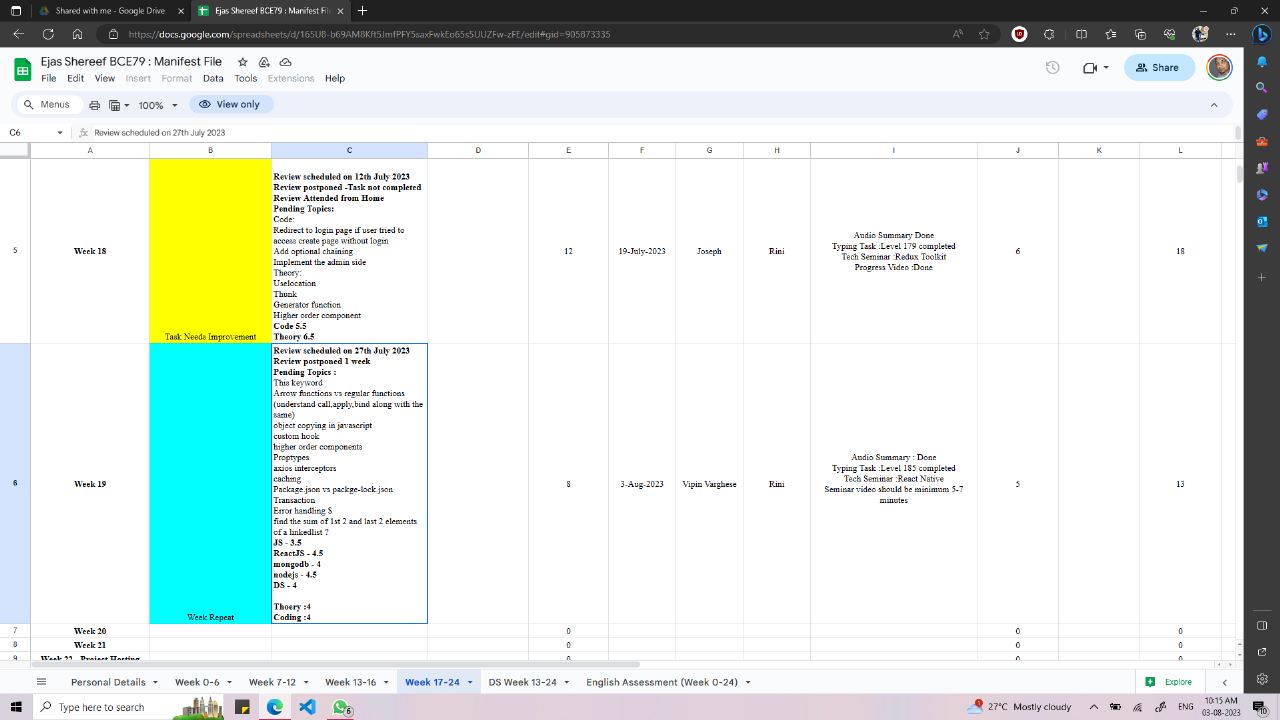 Shared with me - Google Drive
Ejas Shereef BCE79 : Manifest File
https://docs.google.com/spreadsheets/d/165U8-b69AM8Kft5JmfPFY5saxFwkEo65s5UUZFw-zFE/edit#gid=905873335
Ejas Shereef BCE79 : Manifest File
File Edit View Insert Format Data Tools Extensions Help
Share
Menus
100%
View only
C6
Review scheduled on 27th July 2023
A B C D E F G H I J K L
5
Week 18
Task Needs Improvement
Review scheduled on 12th July 2023
Review postponed -Task not completed
Review Attended from Home
Pending Topics:
Code:
Redirect to login page if user tried to
access create page without login
Add optional chaining
Implement the admin side
Theory:
Uselocation
Thunk
Generator function
Higher order component
Code 5.5
Theory 6.5
12
19-July-2023
Joseph
Rini
Audio Summary Done
Typing Task :Level 179 completed
Tech Seminar :Redux Toolkit
Progress Video :Done
6
18
6
Week 19
Week Repeat
Review scheduled on 27th July 2023
Review postponed 1 week
Pending Topics :
This keyword
Arrow functions vs regular functions
(understand call,apply,bind along with the
same)
object copying in javascript
custom hook
higher order components
Proptypes
axios interceptors
caching
Package.json vs packge-lock.json
Transaction
Error handling S
find the sum of 1st 2 and last 2 elements
of a linkedlist ?
JS - 3.5
ReactJS - 4.5
mongodb - 4
nodejs - 4.5
DS - 4
Thoery :4
Coding :4
8
3-Aug-2023
Vipin Varghese
Rini
Audio Summary : Done
Typing Task :Level 185 completed
Tech Seminar :React Native
Seminar video should be minimum 5-7
minutes
5
13
7 Week 20 0 0 0
8 Week 21 0 0 0
9 Week 22 - Project Hosting 0 0 0
Personal Details Week 0-6 Week 7-12 Week 13-16 Week 17-24 DS Week 13-24 English Assessment (Week 0-24)
Explore
Type here to search
6
27°C Mostly cloudy
ENG
10:15 AM
03-08-2023
10